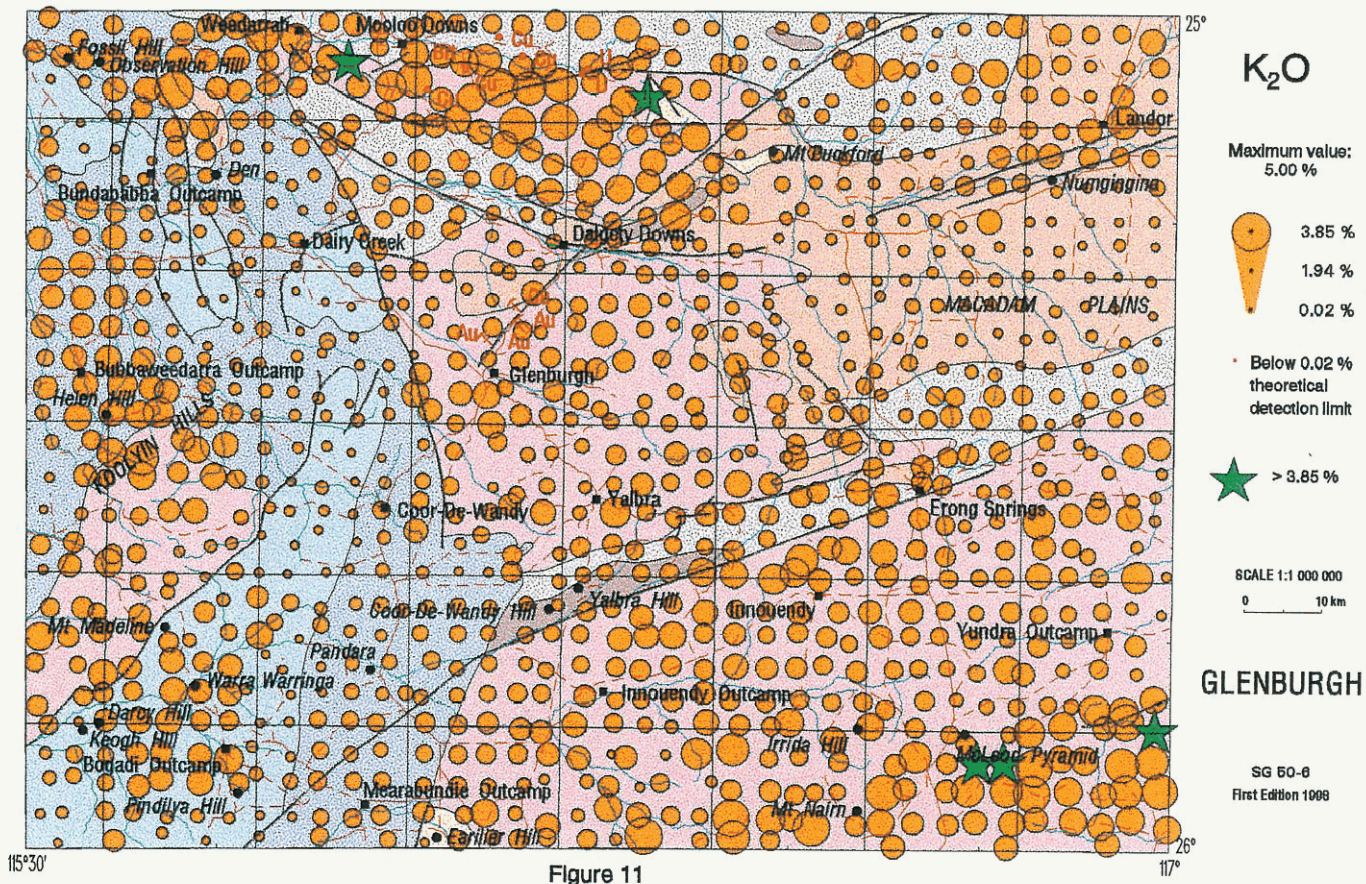 25°
Weedarrah
Mooloo Downs
Fossil Hill
Observation Hill
Cu
Landor
Mt Puckford
Den
Numgingina
Bundababba Outcamp
Dairy Creek
Dalgety Downs
MACADAM PLAINS
Au
Au
Au
Bubbaweedarra Outcamp
Glenburgh
Helen Hill
KOOLYIN HILLS
Yalbra
Coor-De-Wandy
Erong Springs
Coor-De-Wandy Hill
Yalbra Hill
Innouendy
Mt Madeline
Yundra Outcamp
Pandara
Warra Warringa
Innouendy Outcamp
Darcy Hill
Keogh Hill
Irrida Hill
McLeod Pyramid
Bogadi Outcamp
Pindilya Hill
Mearabundie Outcamp
Mt Nairn
Earilier Hill
115°30'
117°
26°
Figure 11
K2O
Maximum value:
5.00 %
3.85 %
1.94 %
0.02 %
Below 0.02 %
theoretical
detection limit
> 3.85 %
SCALE 1:1 000 000
0 10 km
GLENBURGH
SG 50-6
First Edition 1998